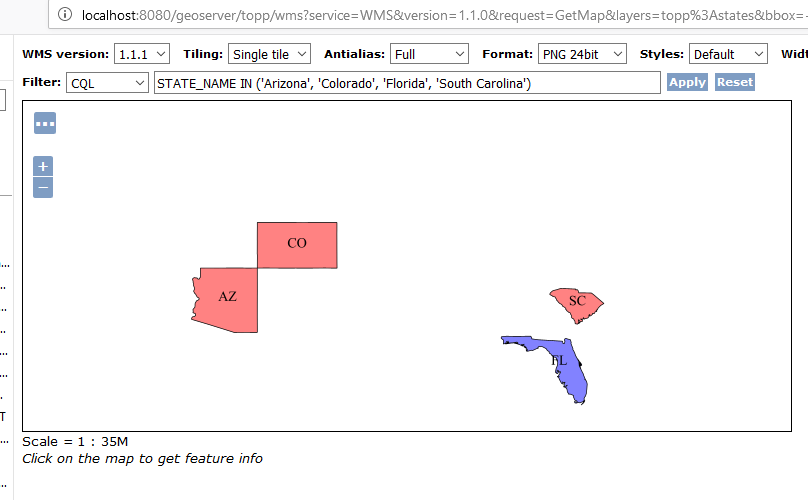 localhost:8080/geoserver/topp/wms?service=WMS&version=1.1.0&request=GetMap&layers=topp%3Astates&bbox=-
WMS version: 1.1.1 Tiling: Single tile Antialias: Full Format: PNG 24bit Styles: Default
Filter: CQL STATE_NAME IN ('Arizona', 'Colorado', 'Florida', 'South Carolina') Apply Reset
CO
AZ
SC
FL
Scale = 1 : 35M
Click on the map to get feature info